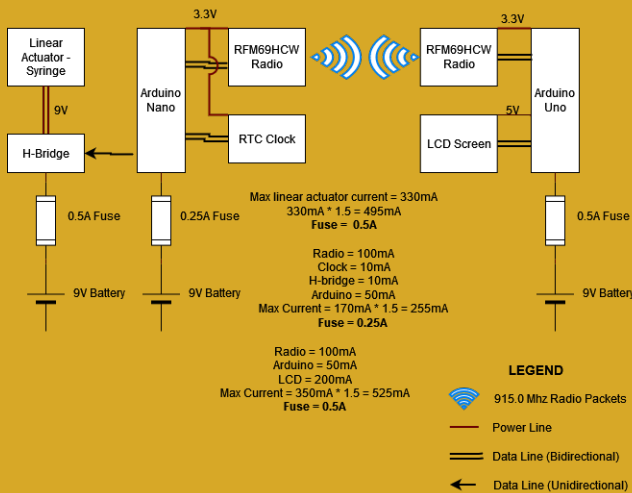 3.3V
3.3V
Linear
Actuator -
Syringe
Arduino
Nano
RFM69HCW
Radio
RFM69HCW
Radio
Arduino
Uno
9V
5V
H-Bridge
RTC Clock
LCD Screen
0.5A Fuse
0.25A Fuse
0.5A Fuse
Max linear actuator current = 330mA
330mA * 1.5 = 495mA
Fuse = 0.5A
Radio = 100mA
Clock = 10mA
H-bridge = 10mA
Arduino = 50mA
Max Current = 170mA * 1.5 = 255mA
Fuse = 0.25A
9V Battery
9V Battery
9V Battery
Radio = 100mA
Arduino = 50mA
LCD = 200mA
Max Current = 350mA * 1.5 = 525mA
Fuse = 0.5A
LEGEND
915.0 Mhz Radio Packets
Power Line
Data Line (Bidirectional)
Data Line (Unidirectional)